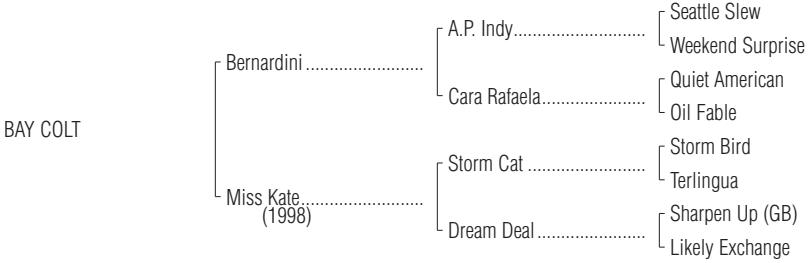 Seattle Slew
A.P. Indy..............................
Weekend Surprise
Bernardini ..........................
Quiet American
Cara Rafaela.......................
Oil Fable
BAY COLT
Storm Bird
Storm Cat ..........................
Terlingua
Miss Kate...........................
(1998)
Sharpen Up (GB)
Dream Deal ........................
Likely Exchange